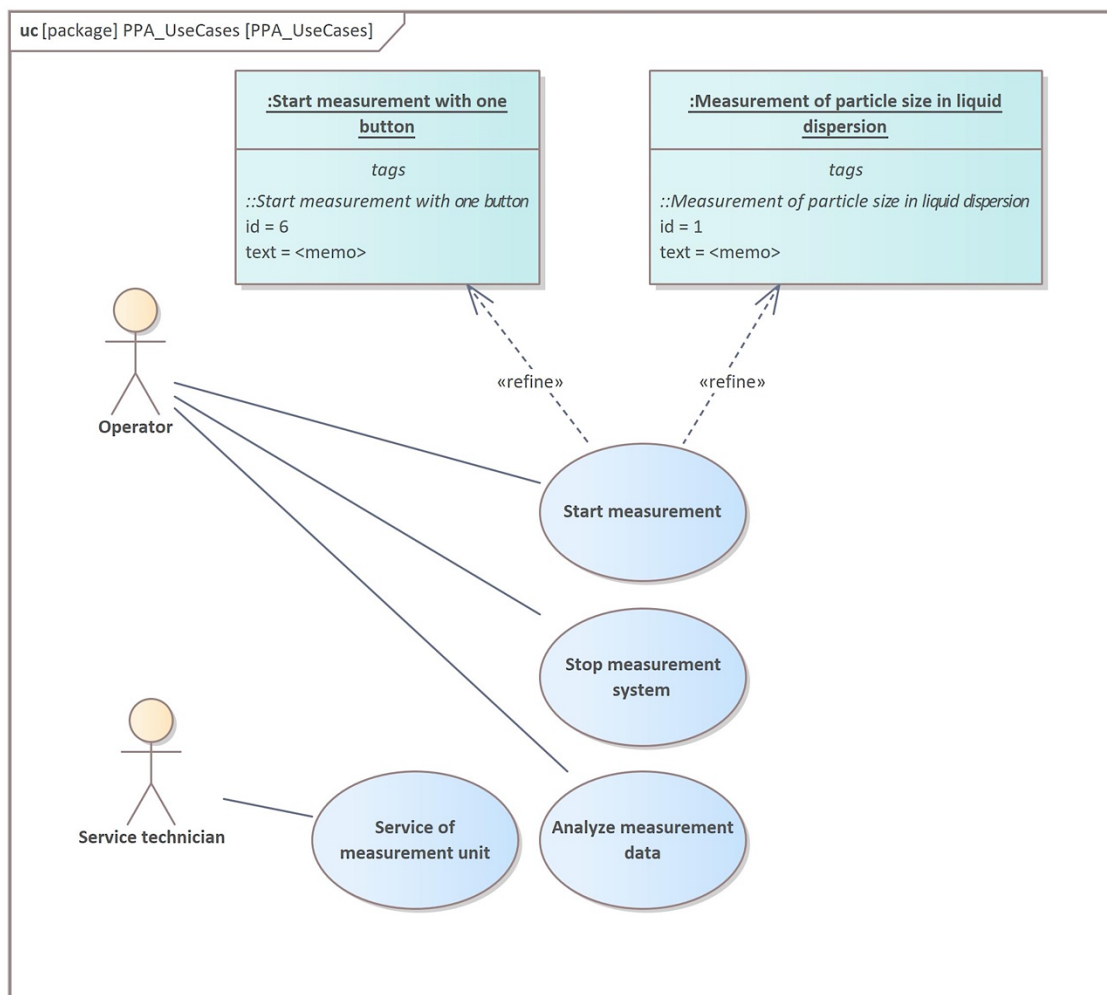 uc [package] PPA_UseCases [PPA_UseCases]
:Start measurement with one
button
tags
::Start measurement with one button
id = 6
text = <memo>
:Measurement of particle size in liquid
dispersion
tags
::Measurement of particle size in liquid dispersion
id = 1
text = <memo>
«refine»
«refine»
Operator
Start measurement
Stop measurement
system
Service technician
Service of
measurement unit
Analyze measurement
data